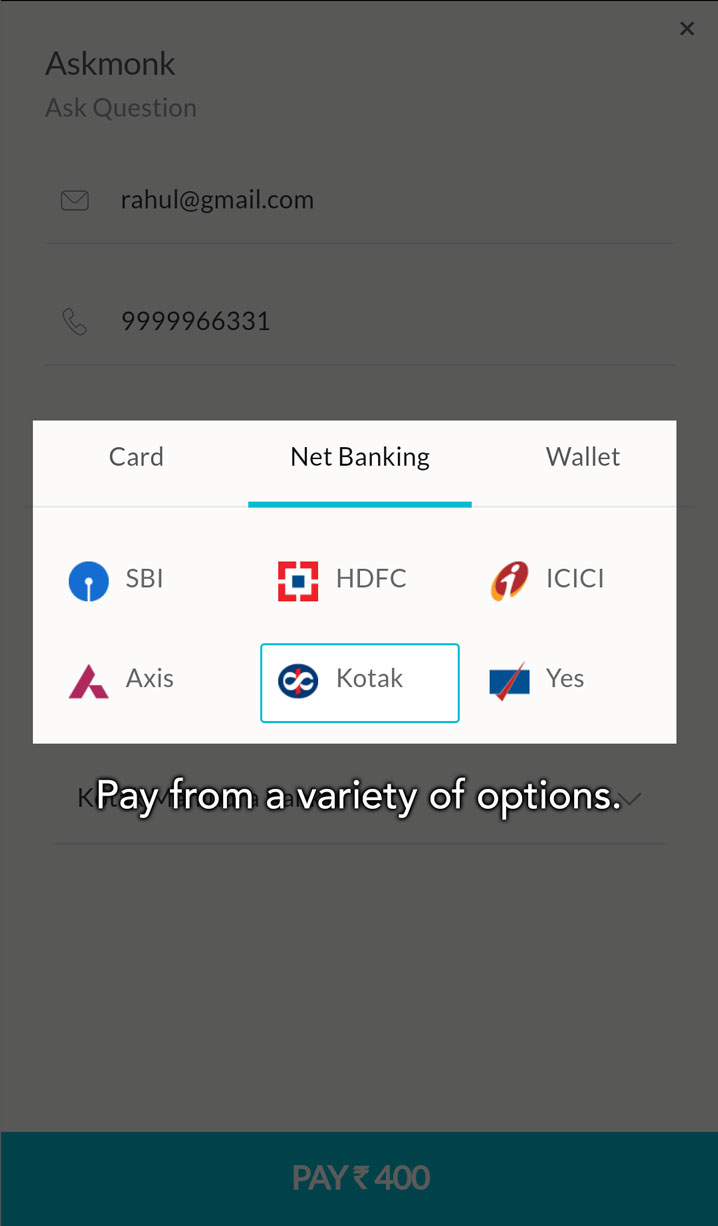 ×
Askmonk
Ask Question
rahul@gmail.com
9999966331
Card Net Banking Wallet
SBI HDFC ICICI
Axis Kotak Yes
Pay from a variety of options.
PAY ₹ 400